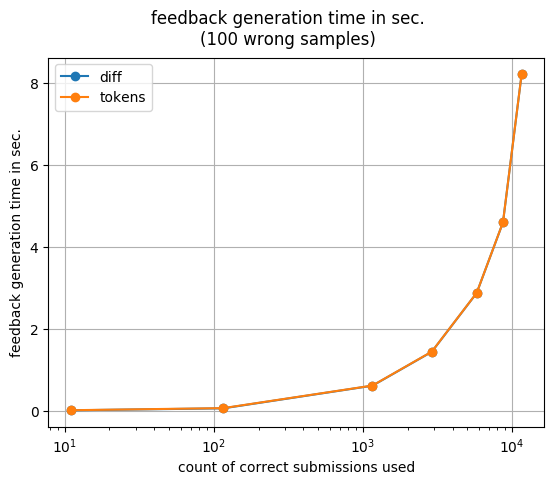 feedback generation time in sec.
(100 wrong samples)
diff
tokens
feedback generation time in sec.
8
6
4
2
0
10¹
10²
10³
10⁴
count of correct submissions used